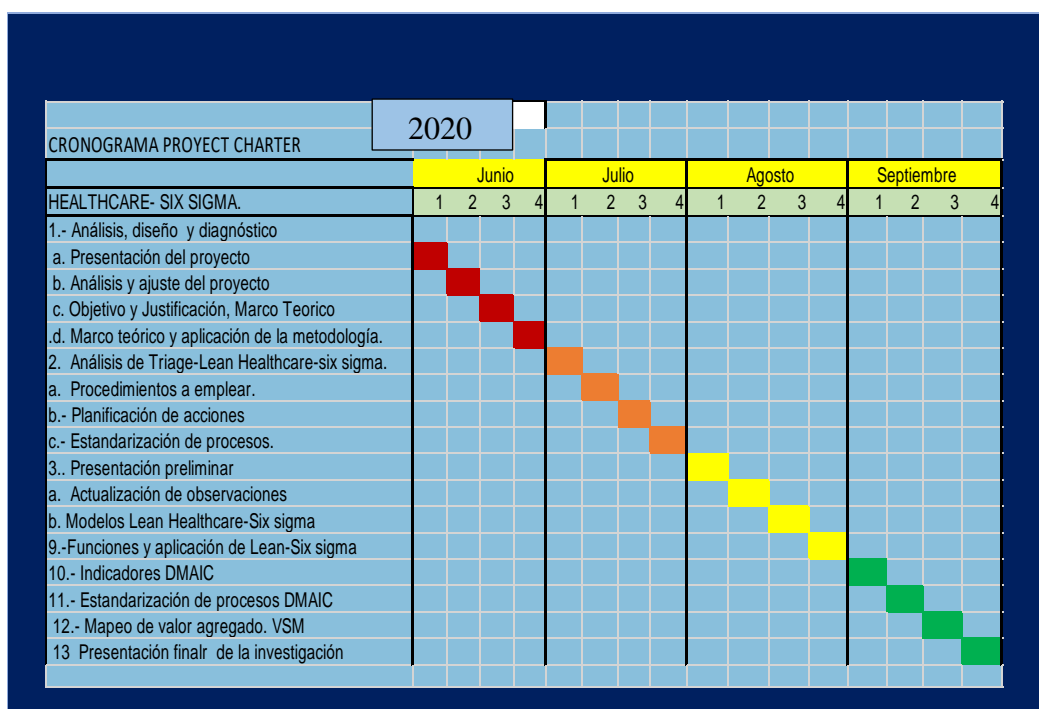 2020
CRONOGRAMA PROYECT CHARTER
Junio Julio Agosto Septiembre
HEALTHCARE- SIX SIGMA. 1 2 3 4 1 2 3 4 1 2 3 4 1 2 3 4
1.- Análisis, diseño y diagnóstico
a. Presentación del proyecto
b. Análisis y ajuste del proyecto
c. Objetivo y Justificación, Marco Teorico
.d. Marco teórico y aplicación de la metodología.
2. Análisis de Triage-Lean Healthcare-six sigma.
a. Procedimientos a emplear.
b.- Planificación de acciones
c.- Estandarización de procesos.
3.. Presentación preliminar
a. Actualización de observaciones
b. Modelos Lean Healthcare-Six sigma
9.-Funciones y aplicación de Lean-Six sigma
10.- Indicadores DMAIC
11.- Estandarización de procesos DMAIC
12.- Mapeo de valor agregado. VSM
13 Presentación finalr de la investigación